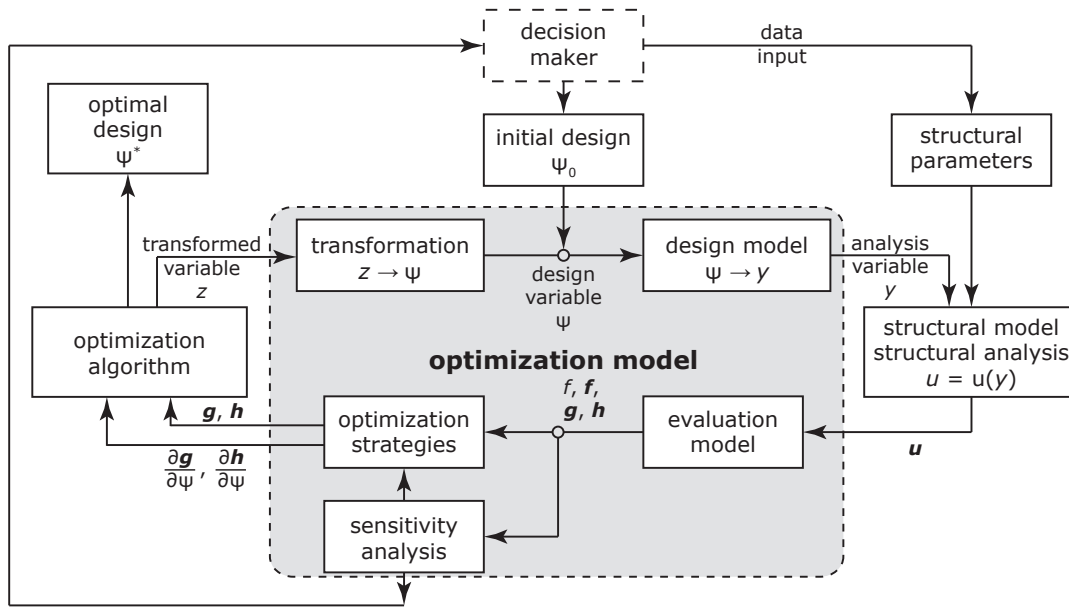 decision
maker
data
input
optimal
design
Ψ*
initial design
Ψ₀
structural
parameters
transformed
variable
z
transformation
z → Ψ
design
variable
Ψ
design model
Ψ → y
analysis
variable
y
optimization
algorithm
structural model
structural analysis
u = u(y)
optimization model
f, f,
g, h
g, h
∂g/∂Ψ, ∂h/∂Ψ
optimization
strategies
evaluation
model
u
sensitivity
analysis